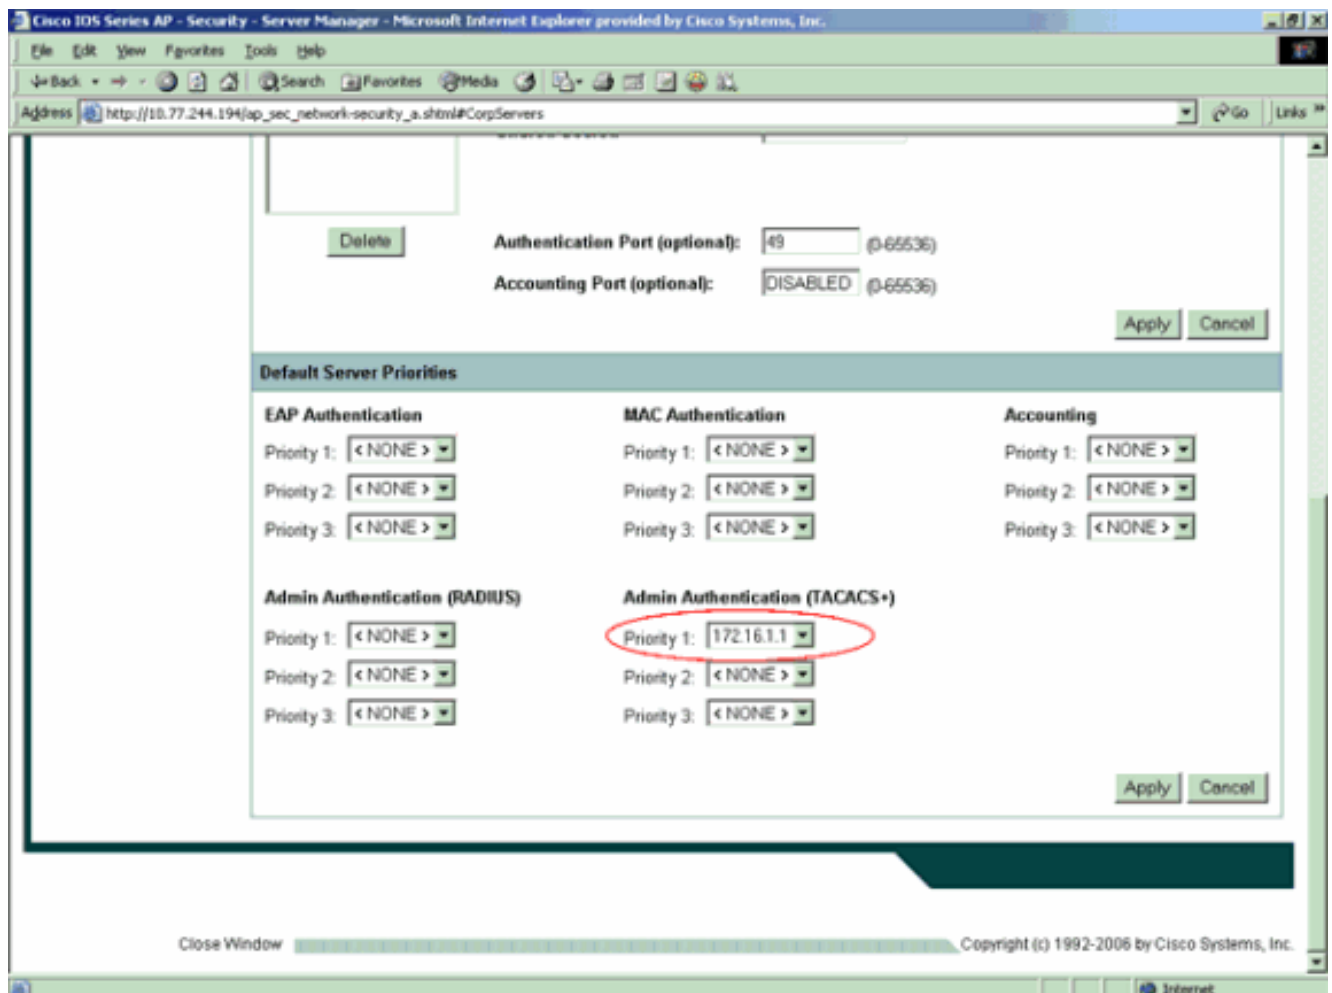 Cisco IOS Series AP - Security - Server Manager - Microsoft Internet Explorer provided by Cisco Systems, Inc.
File Edit View Favorites Tools Help
Back Search Favorites Media
Address http://10.77.244.194/ap_sec_network-security_a.shtml#CorpServers Go Links »
Delete Authentication Port (optional): 49 (0-65536)
Accounting Port (optional): DISABLED (0-65536)
Apply Cancel
Default Server Priorities
EAP Authentication MAC Authentication Accounting
Priority 1: < NONE > Priority 1: < NONE > Priority 1: < NONE >
Priority 2: < NONE > Priority 2: < NONE > Priority 2: < NONE >
Priority 3: < NONE > Priority 3: < NONE > Priority 3: < NONE >
Admin Authentication (RADIUS) Admin Authentication (TACACS+)
Priority 1: < NONE > Priority 1: 172.16.1.1
Priority 2: < NONE > Priority 2: < NONE >
Priority 3: < NONE > Priority 3: < NONE >
Apply Cancel
Close Window Copyright (c) 1992-2006 by Cisco Systems, Inc.
Internet